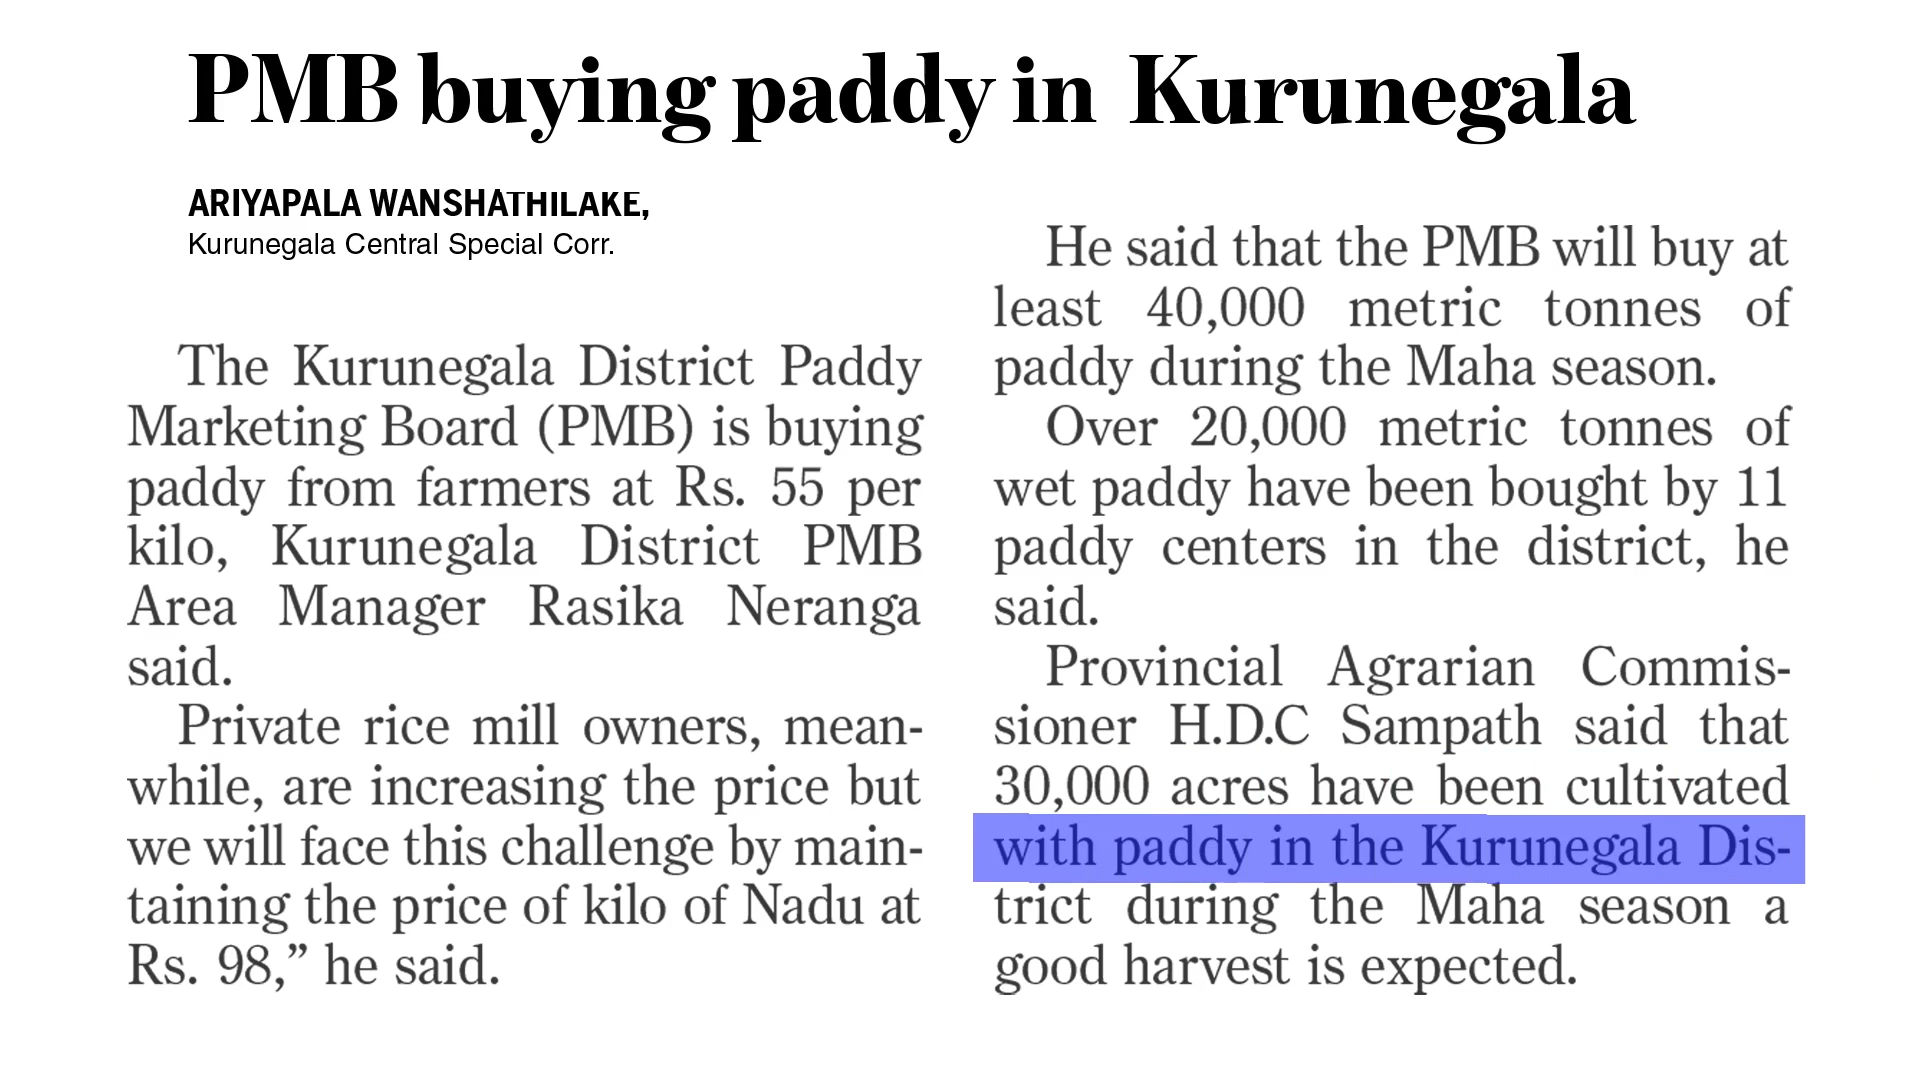 PMB buying paddy in Kurunegala
ARIYAPALA WANSHATHILAKE,
Kurunegala Central Special Corr.
The Kurunegala District Paddy
Marketing Board (PMB) is buying
paddy from farmers at Rs. 55 per
kilo, Kurunegala District PMB
Area Manager Rasika Neranga
said.
Private rice mill owners, mean-
while, are increasing the price but
we will face this challenge by main-
taining the price of kilo of Nadu at
Rs. 98,” he said.
He said that the PMB will buy at
least 40,000 metric tonnes of
paddy during the Maha season.
Over 20,000 metric tonnes of
wet paddy have been bought by 11
paddy centers in the district, he
said.
Provincial Agrarian Commis-
sioner H.D.C Sampath said that
30,000 acres have been cultivated
with paddy in the Kurunegala Dis-
trict during the Maha season a
good harvest is expected.